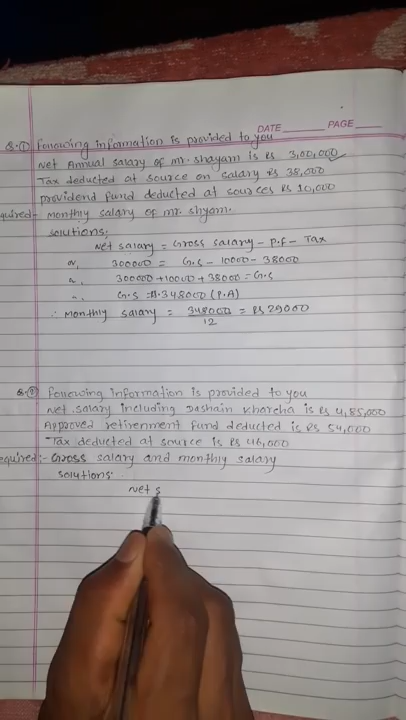 DATE PAGE
Q.① Following information is provided to you
Net Annual salary of mr. shayam is Rs 3,00,000
Tax deducted at source on salary Rs 38,000
providend fund deducted at sources Rs 10,000
quired- monthly salary of mr. shyam.
solutions:
Net salary = Gross salary - P.F - Tax
or, 300000 = G.S - 10000 - 38000
300000 + 10000 + 38000 = G.S
G.S = 348000 (P.A)
∴ Monthly salary = 348000/12 = Rs 29000
Q.② Following information is provided to you
Net salary including Dashain kharcha is Rs 4,85,000
Approved retirenment fund deducted is Rs 54,000
Tax deducted at source is Rs 46,000
equired:- Gross salary and monthly salary
solutions:
Net s